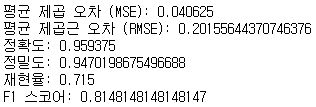 평균 제곱 오차 (MSE): 0.040625
평균 제곱근 오차 (RMSE): 0.20155644370746376
정확도: 0.959375
정밀도: 0.9470198675496688
재현율: 0.715
F1 스코어: 0.8148148148148147